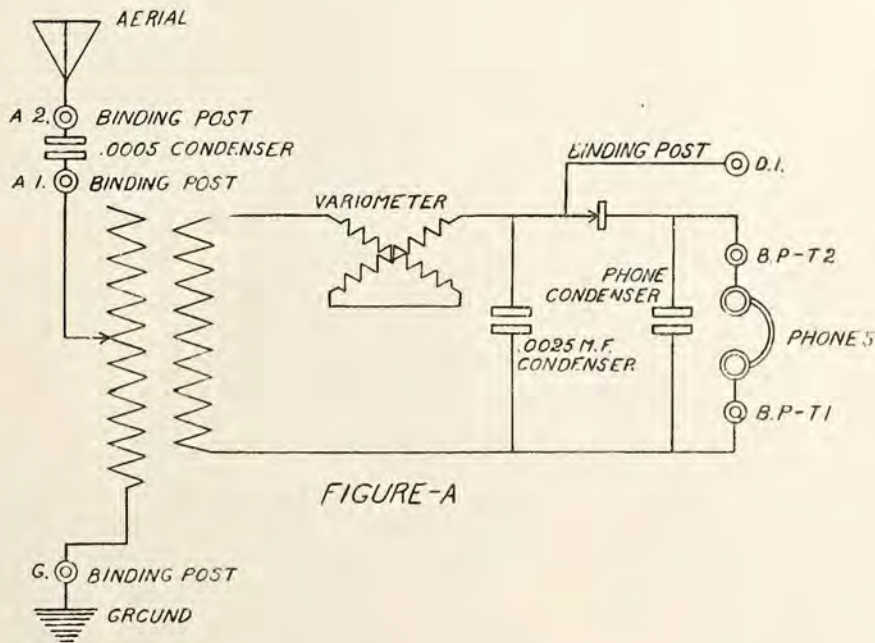 AERIAL
A 2. BINDING POST
.0005 CONDENSER
A 1. BINDING POST
VARIOMETER
BINDING POST
D.1.
B.P-T2
PHONE
CONDENSER
.0025 M.F.
CONDENSER
PHONES
B.P-T1
FIGURE-A
G. BINDING POST
GROUND